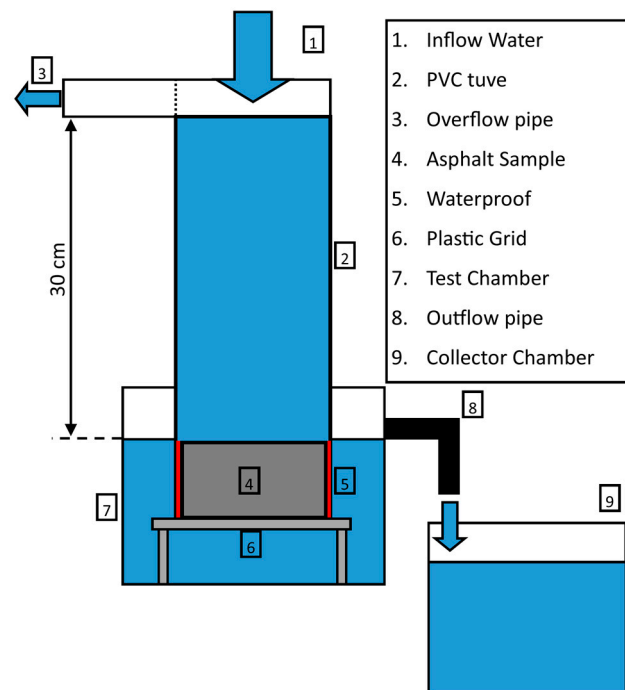 1
3
1. Inflow Water
2. PVC tuve
3. Overflow pipe
4. Asphalt Sample
5. Waterproof
6. Plastic Grid
7. Test Chamber
8. Outflow pipe
9. Collector Chamber
30 cm
2
8
4
5
7
9
6